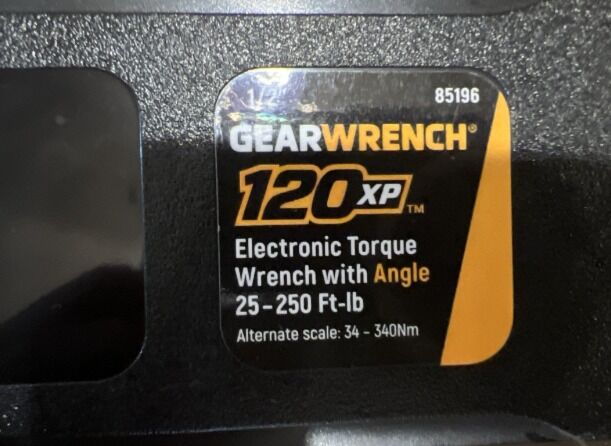 85196
GEARWRENCH®
120XP™
Electronic Torque
Wrench with Angle
25-250 Ft-lb
Alternate scale: 34 - 340Nm